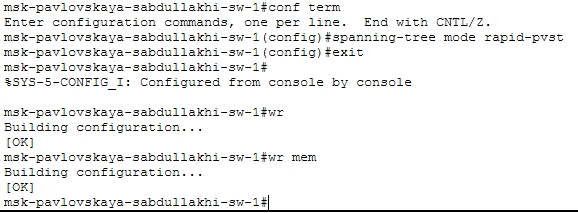 msk-pavlovskaya-sabdullakhi-sw-1#conf term
Enter configuration commands, one per line.  End with CNTL/Z.
msk-pavlovskaya-sabdullakhi-sw-1(config)#spanning-tree mode rapid-pvst
msk-pavlovskaya-sabdullakhi-sw-1(config)#exit
msk-pavlovskaya-sabdullakhi-sw-1#
%SYS-5-CONFIG_I: Configured from console by console

msk-pavlovskaya-sabdullakhi-sw-1#wr
Building configuration...
[OK]
msk-pavlovskaya-sabdullakhi-sw-1#wr mem
Building configuration...
[OK]
msk-pavlovskaya-sabdullakhi-sw-1#